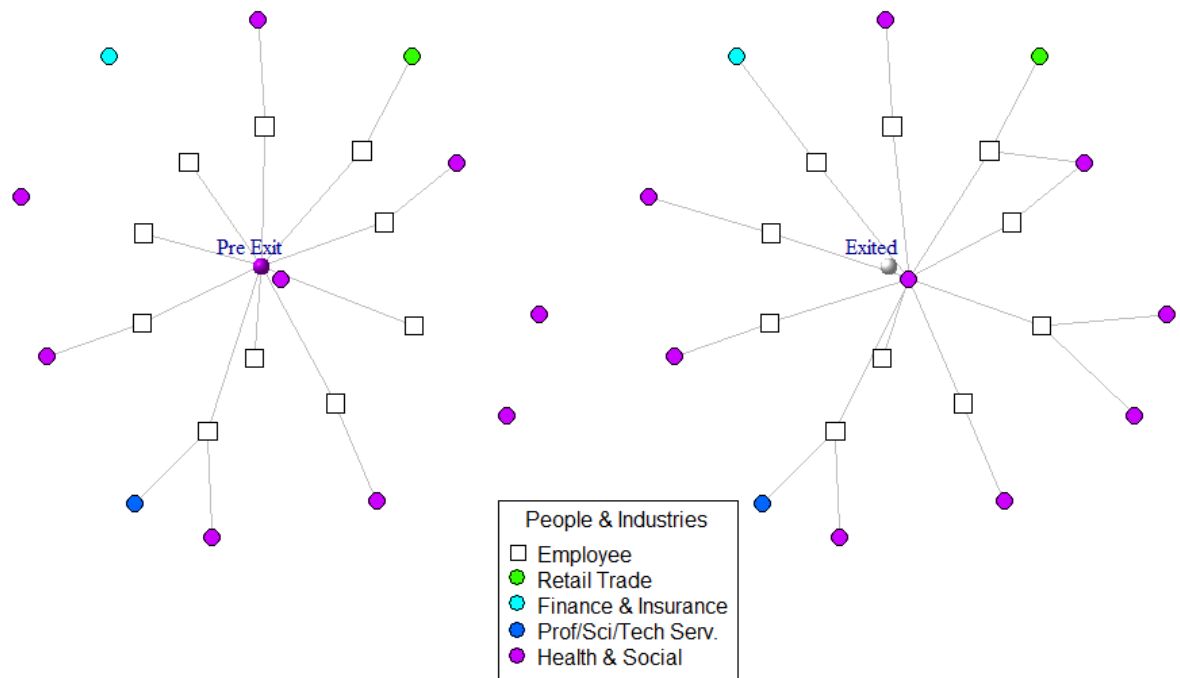 Pre Exit
Exited
People & Industries
Employee
Retail Trade
Finance & Insurance
Prof/Sci/Tech Serv.
Health & Social